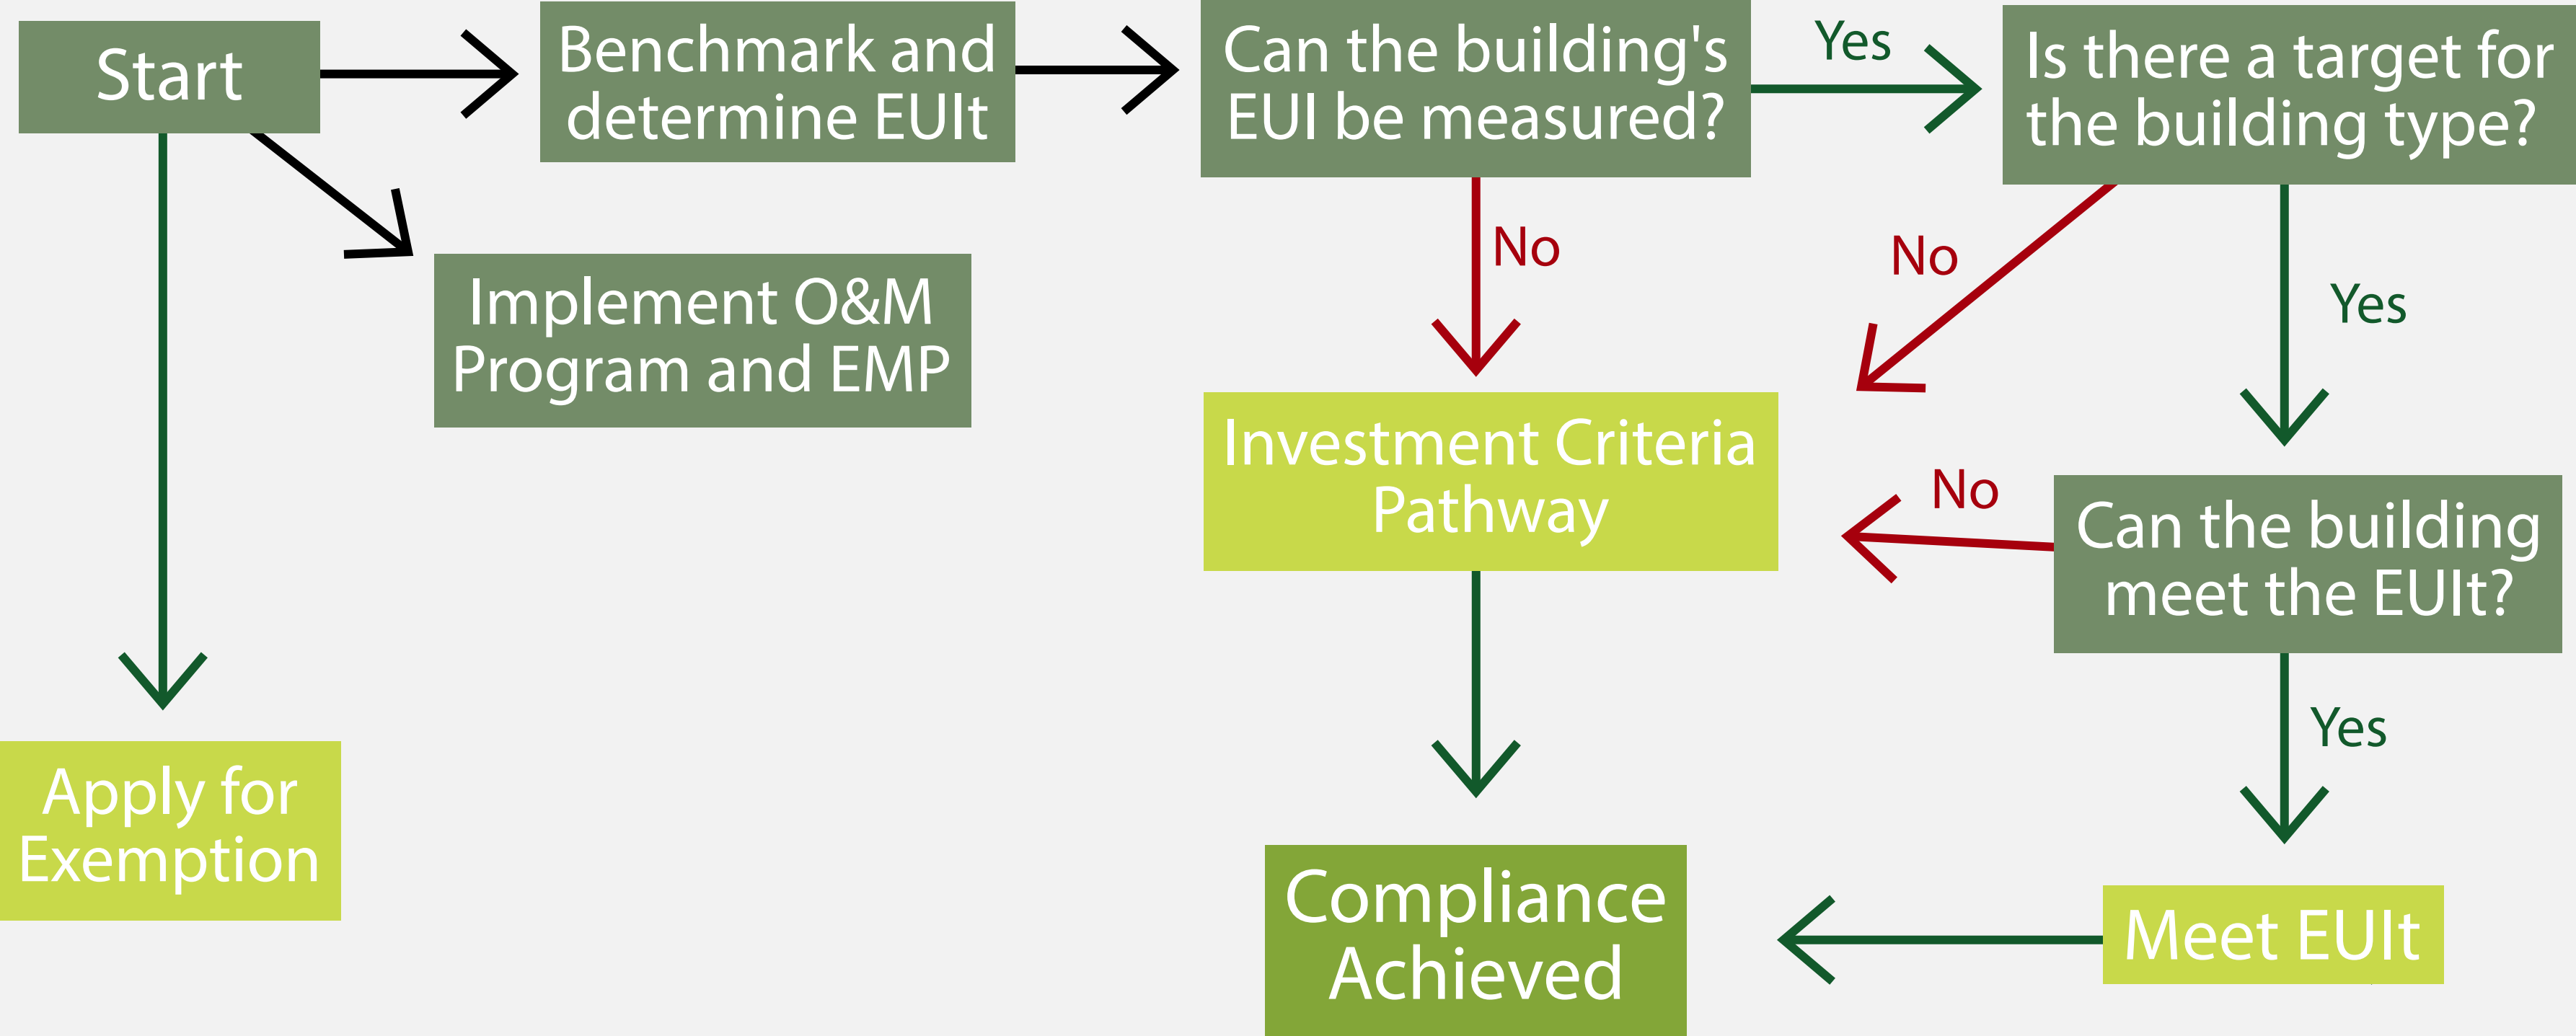 Start
Benchmark and
determine EUIt
Can the building's
EUI be measured?
Yes
Is there a target for
the building type?
Implement O&M
Program and EMP
No
No
Yes
Investment Criteria
Pathway
No
Can the building
meet the EUIt?
Yes
Apply for
Exemption
Compliance
Achieved
Meet EUIt